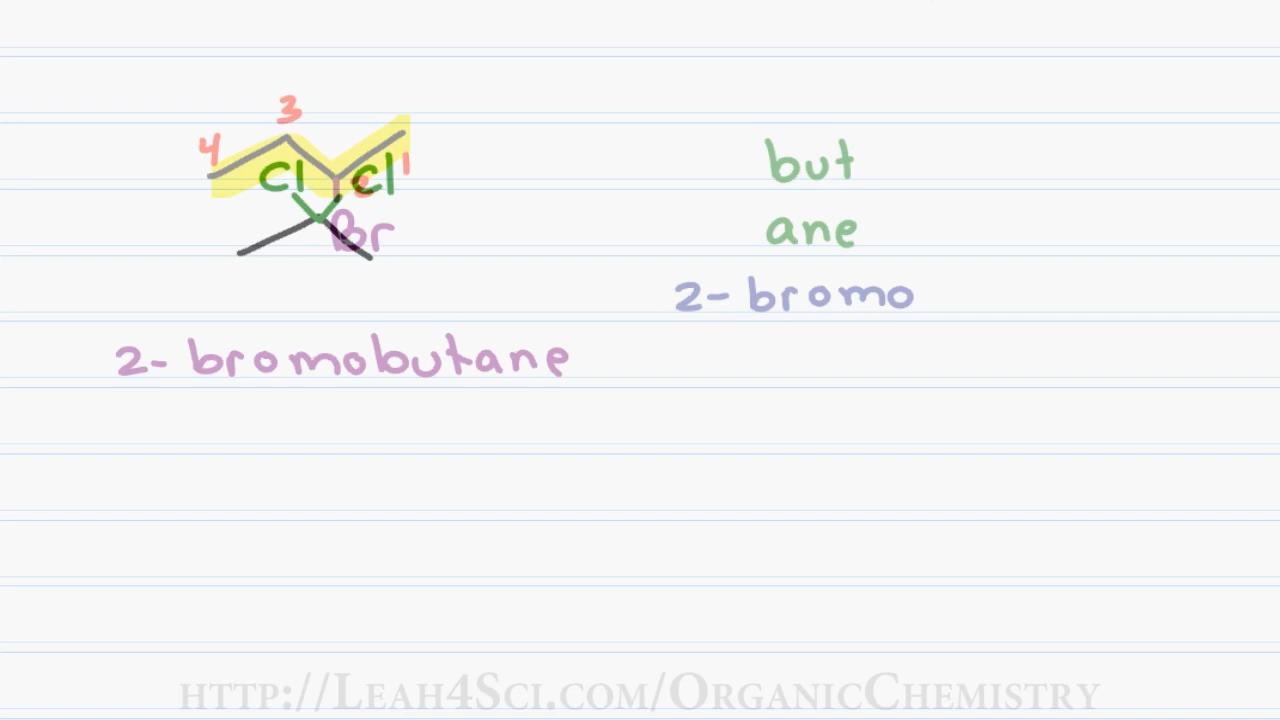 3
4
Cl Cl 1
Br
but
ane
2- bromo
2- bromobutane
http://Leah4Sci.com/OrganicChemistry